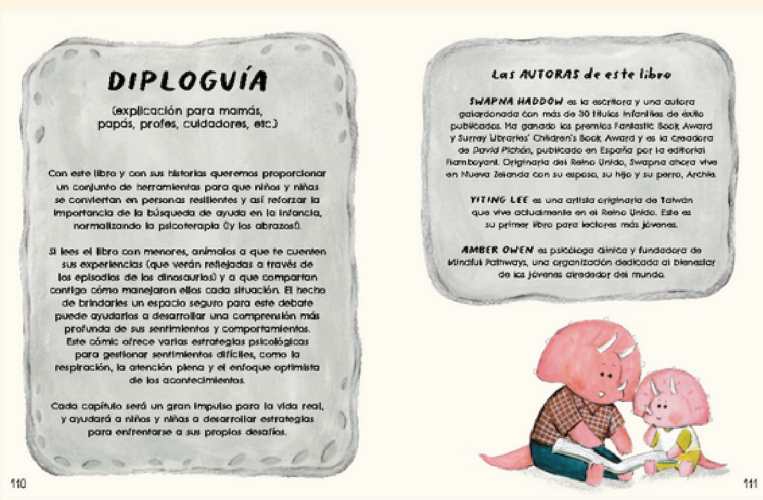 DIPLOGUÍA
(explicación para mamás,
papás, profes, cuidadores, etc.)
Con este libro y con sus historias queremos proporcionar
un conjunto de herramientas para que niños y niñas
se conviertan en personas resilientes y así reforzar la
importancia de la búsqueda de ayuda en la infancia,
normalizando la psicoterapia (¡y los abrazos!).
Si lees el libro con menores, anímalos a que te cuenten
sus experiencias (que verán reflejadas a través de
los episodios de los dinosaurios) y a que compartan
contigo cómo manejaron ellos cada situación. El hecho
de brindarles un espacio seguro para este debate
puede ayudarlos a desarrollar una comprensión más
profunda de sus sentimientos y comportamientos.
Este cómic ofrece varias estrategias psicológicas
para gestionar sentimientos difíciles, como la
respiración, la atención plena y el enfoque optimista
de los acontecimientos.
Cada capítulo será un gran impulso para la vida real,
y ayudará a niños y niñas a desarrollar estrategias
para enfrentarse a sus propios desafíos.
110
Las AUTORAS de este libro
SWAPNA HADDOW es la escritora y una autora
galardonada con más de 30 títulos infantiles de éxito
publicados. Ha ganado los premios Fantastic Book Award
y Surrey Libraries' Children's Book Award y es la creadora
de David Pichón, publicado en España por la editorial
Flamboyant. Originaria del Reino Unido, Swapna ahora vive
en Nueva Zelanda con su esposo, su hijo y su perro, Archie.
YITING LEE es una artista originaria de Taiwán
que vive actualmente en el Reino Unido. Este es
su primer libro para lectores más jóvenes.
AMBER OWEN es psicóloga clínica y fundadora de
Mindful Pathways, una organización dedicada al bienestar
de los jóvenes alrededor del mundo.
111